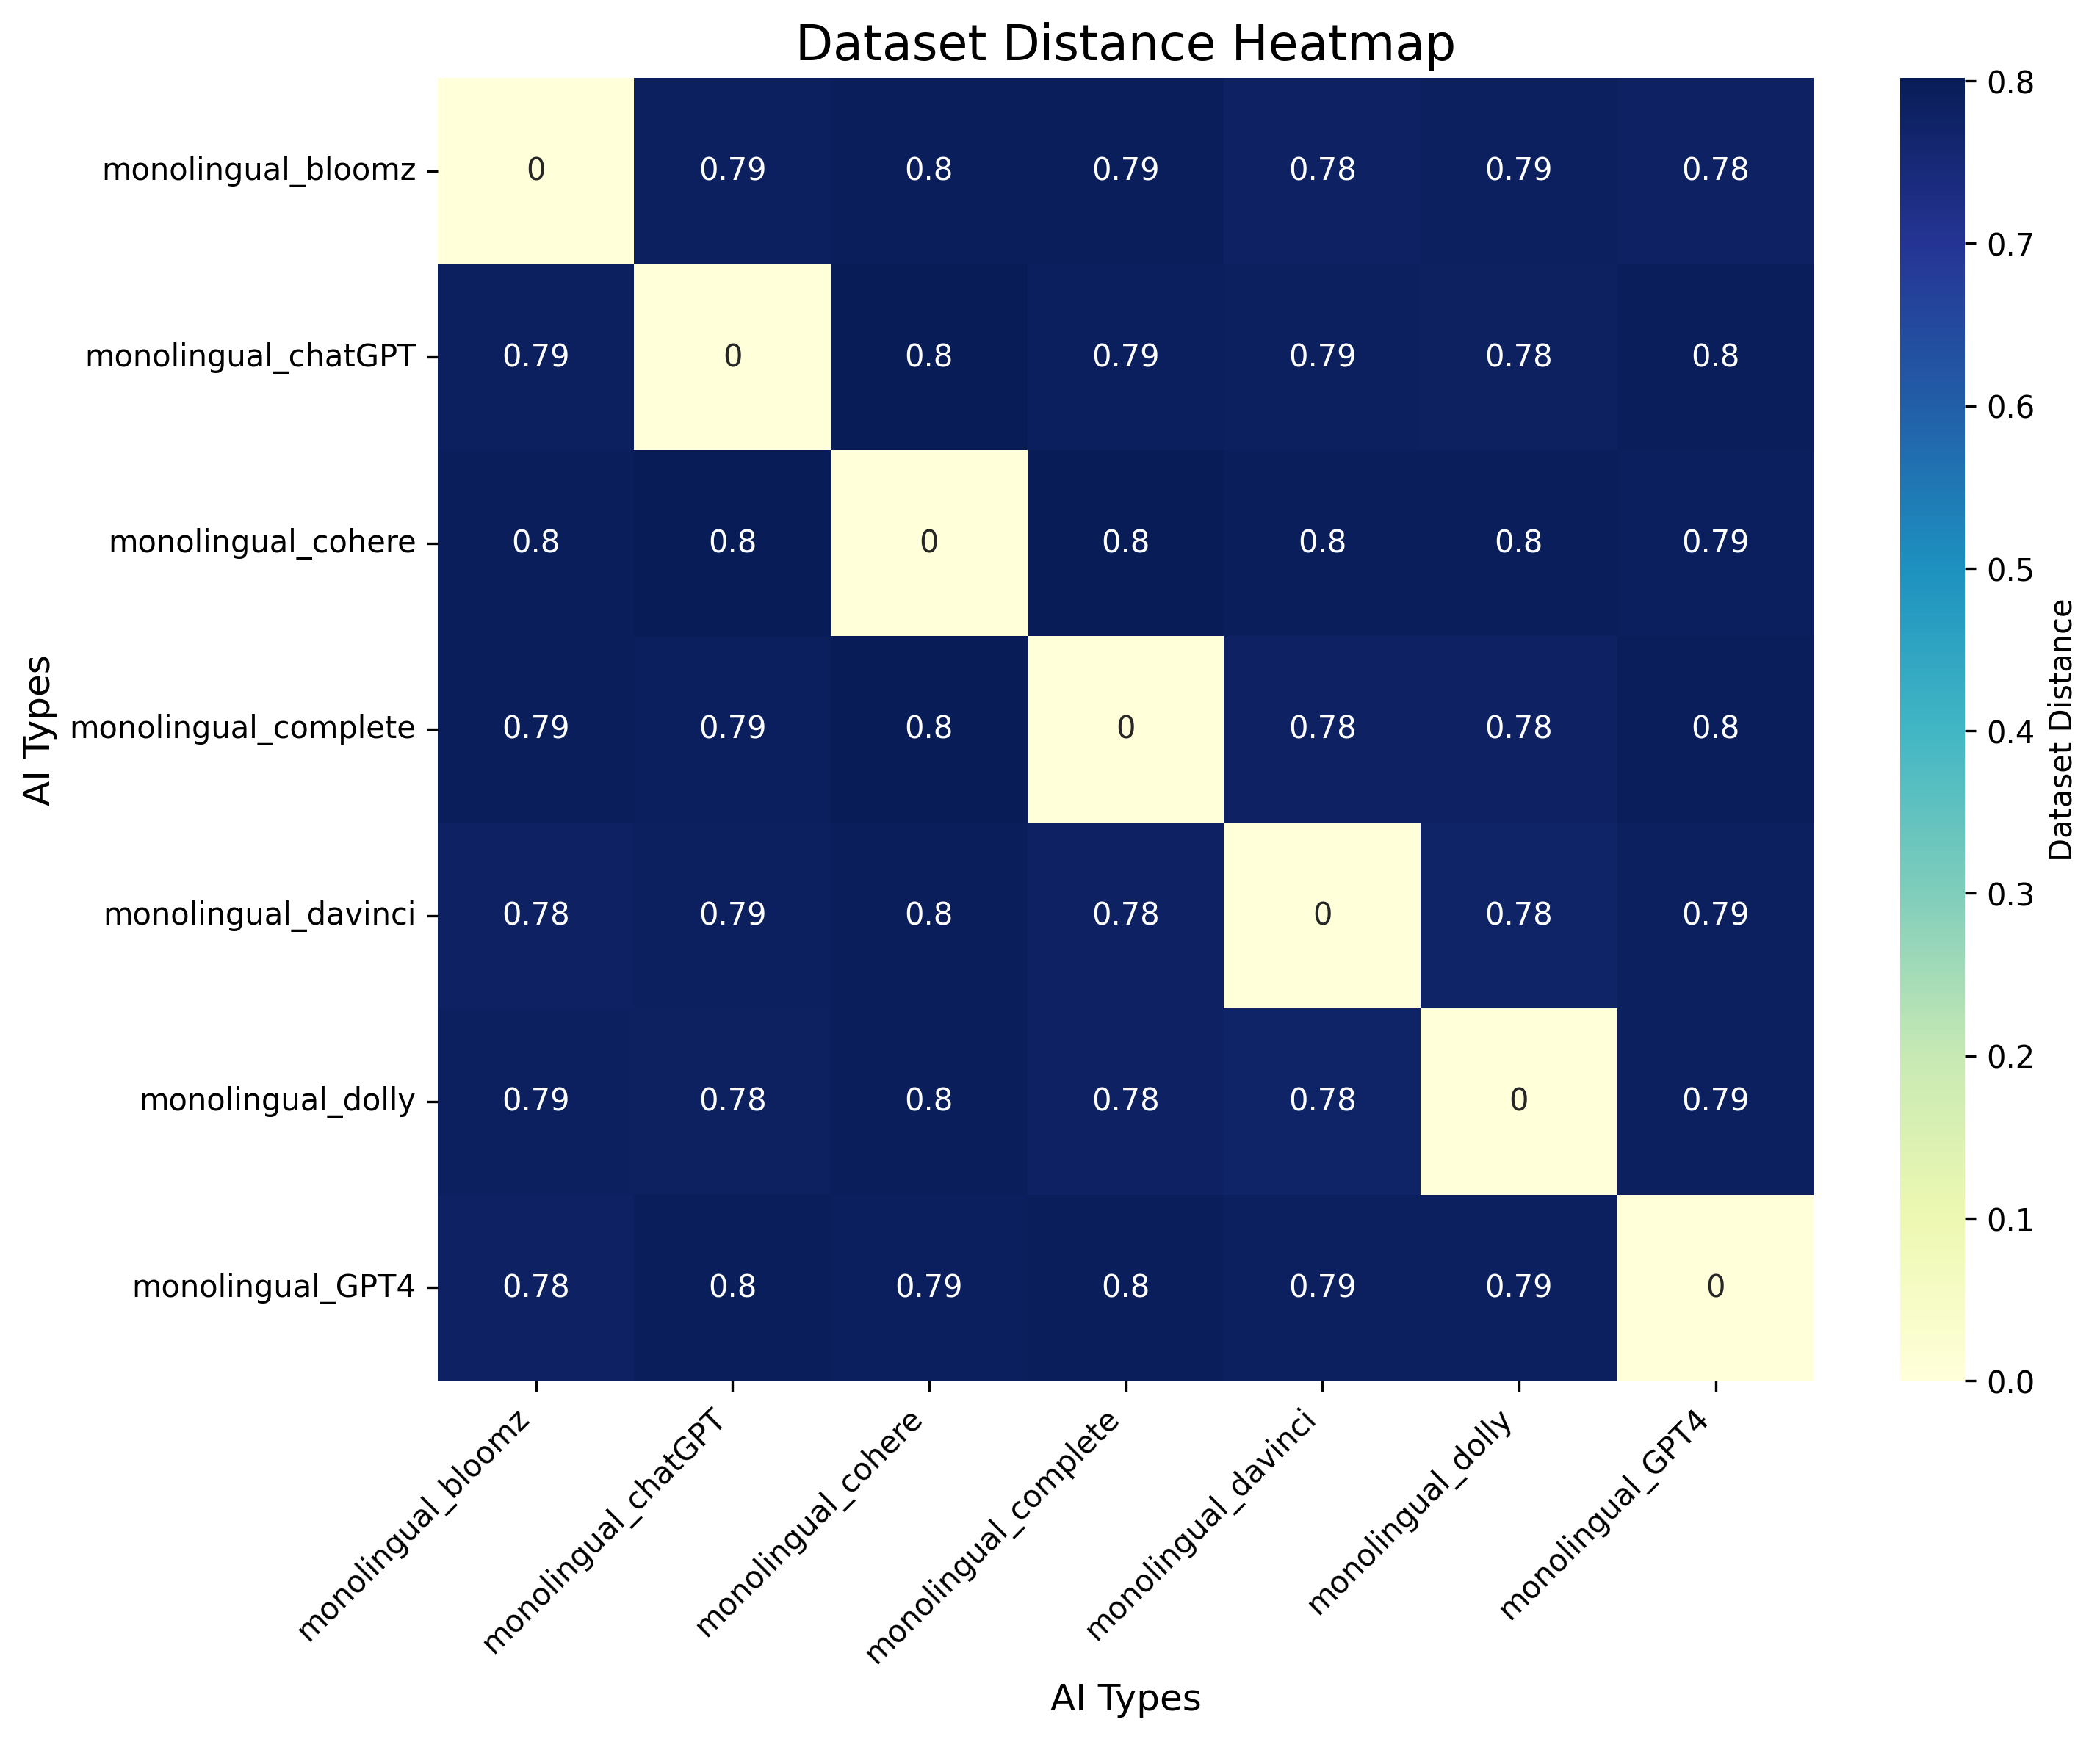 Dataset Distance Heatmap
monolingual_bloomz 0 0.79 0.8 0.79 0.78 0.79 0.78
monolingual_chatGPT 0.79 0 0.8 0.79 0.79 0.78 0.8
monolingual_cohere 0.8 0.8 0 0.8 0.8 0.8 0.79
monolingual_complete 0.79 0.79 0.8 0 0.78 0.78 0.8
monolingual_davinci 0.78 0.79 0.8 0.78 0 0.78 0.79
monolingual_dolly 0.79 0.78 0.8 0.78 0.78 0 0.79
monolingual_GPT4 0.78 0.8 0.79 0.8 0.79 0.79 0
AI Types
monolingual_bloomz
monolingual_chatGPT
monolingual_cohere
monolingual_complete
monolingual_davinci
monolingual_dolly
monolingual_GPT4
AI Types
0.8
0.7
0.6
0.5
0.4
0.3
0.2
0.1
0.0
Dataset Distance